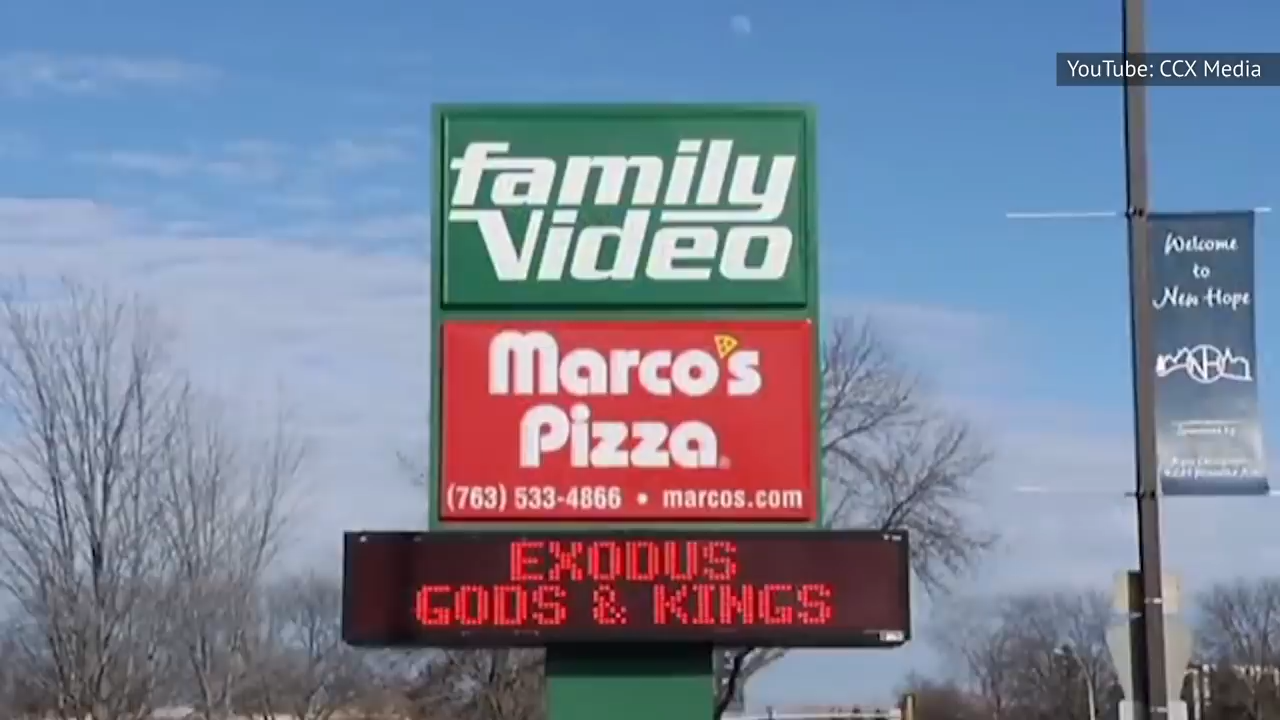 YouTube: CCX Media
family
Video
Marco's
Pizza
(763) 533-4866 • marcos.com
EXODUS
GODS & KINGS
Welcome
to
New Hope
NH